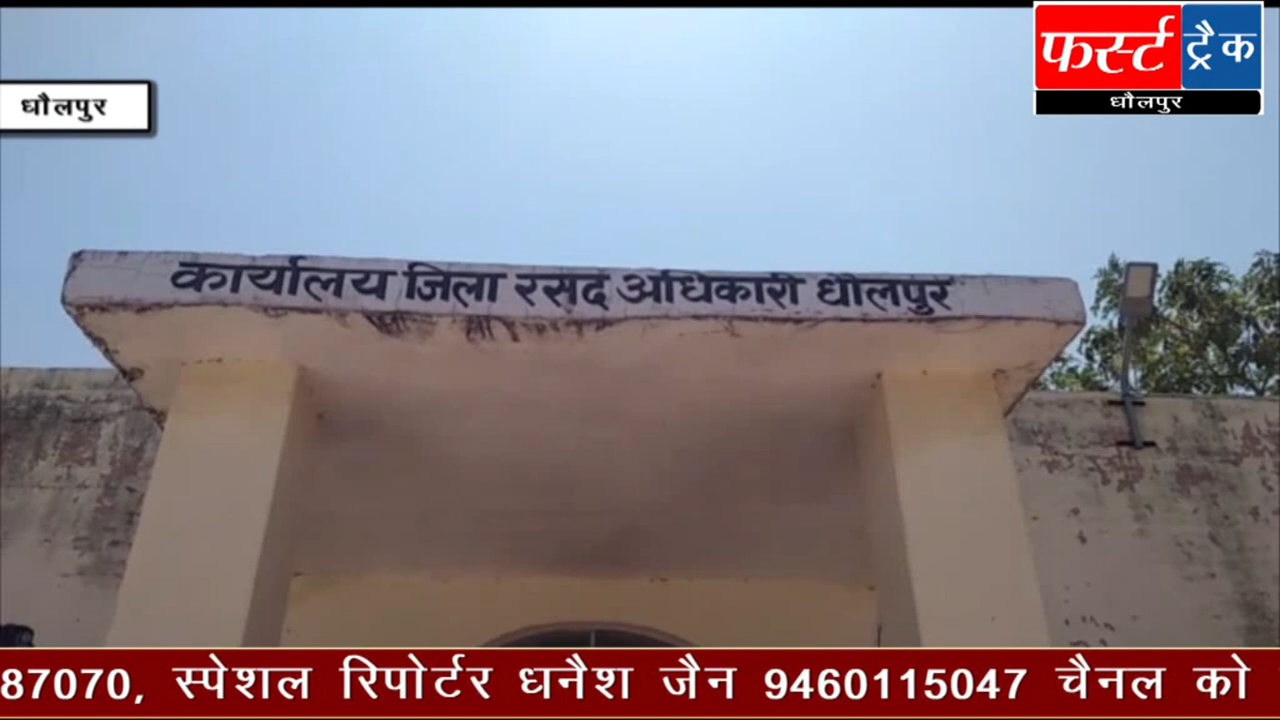 फर्स्ट ट्रैक
धौलपुर
धौलपुर
कार्यालय जिला रसद अधिकारी धौलपुर
87070, स्पेशल रिपोर्टर धनैश जैन 9460115047 चैनल को